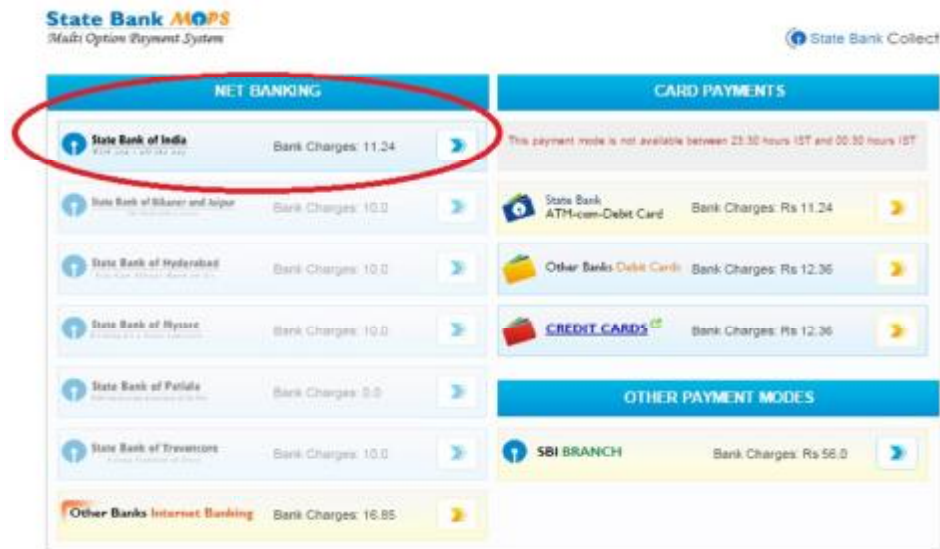 State Bank MOPS
Multi Option Payment System
State Bank Collect
NET BANKING
State Bank of India
Bank Charges: 11.24
State Bank of Bikaner and Jaipur
Bank Charges: 10.0
State Bank of Hyderabad
Bank Charges: 10.0
State Bank of Mysore
Bank Charges: 10.0
State Bank of Patiala
Bank Charges: 0.0
State Bank of Travancore
Bank Charges: 10.0
Other Banks Internet Banking
Bank Charges: 16.85
CARD PAYMENTS
This payment mode is not available between 23:30 hours IST and 00:30 hours IST
State Bank
ATM-cum-Debit Card
Bank Charges: Rs 11.24
Other Banks Debit Cards
Bank Charges: Rs 12.36
CREDIT CARDS
Bank Charges: Rs 12.36
OTHER PAYMENT MODES
SBI BRANCH
Bank Charges: Rs 56.0